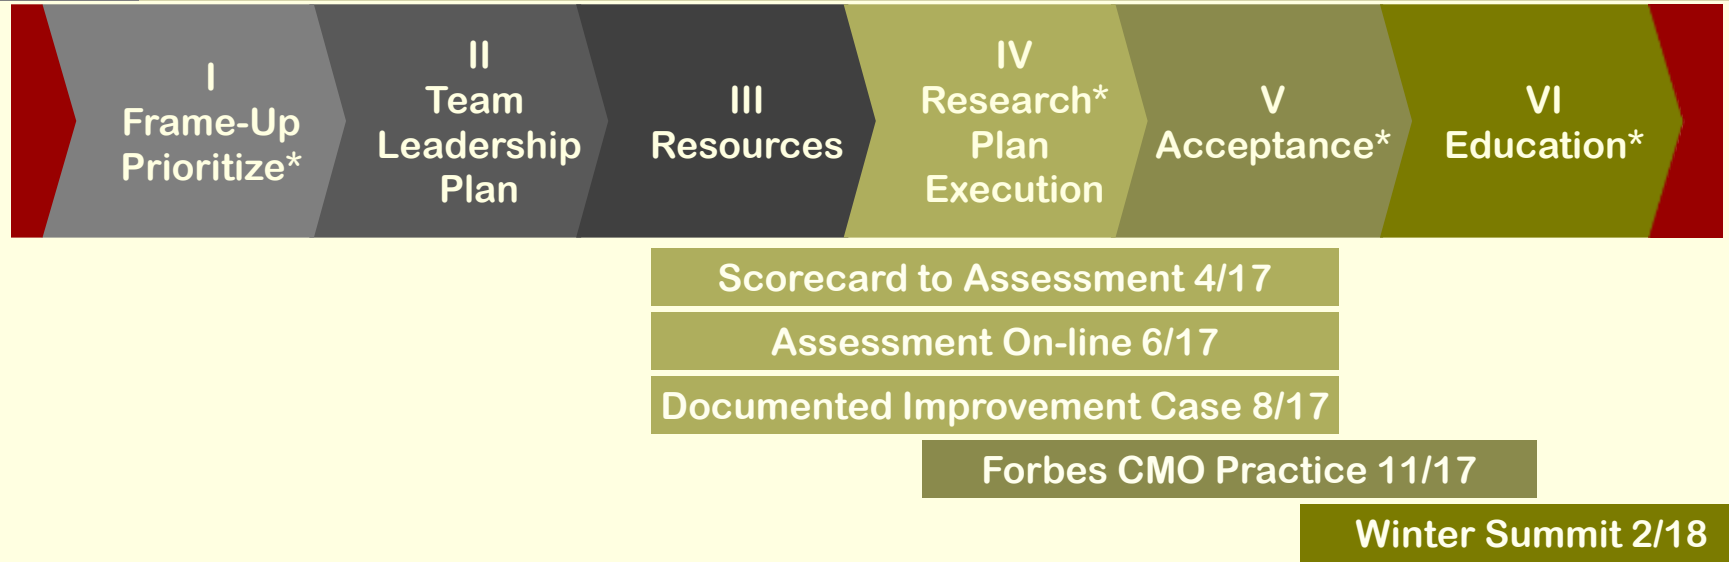 I
Frame-Up
Prioritize*
II
Team
Leadership
Plan
III
Resources
IV
Research*
Plan
Execution
V
Acceptance*
VI
Education*
Scorecard to Assessment 4/17
Assessment On-line 6/17
Documented Improvement Case 8/17
Forbes CMO Practice 11/17
Winter Summit 2/18